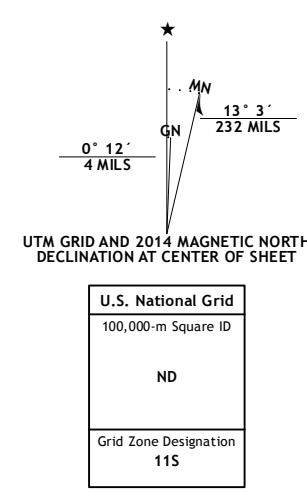 ★
MN
GN
13° 3´
232 MILS
0° 12´
4 MILS
UTM GRID AND 2014 MAGNETIC NORTH
DECLINATION AT CENTER OF SHEET
U.S. National Grid
100,000-m Square ID
ND
Grid Zone Designation
11S